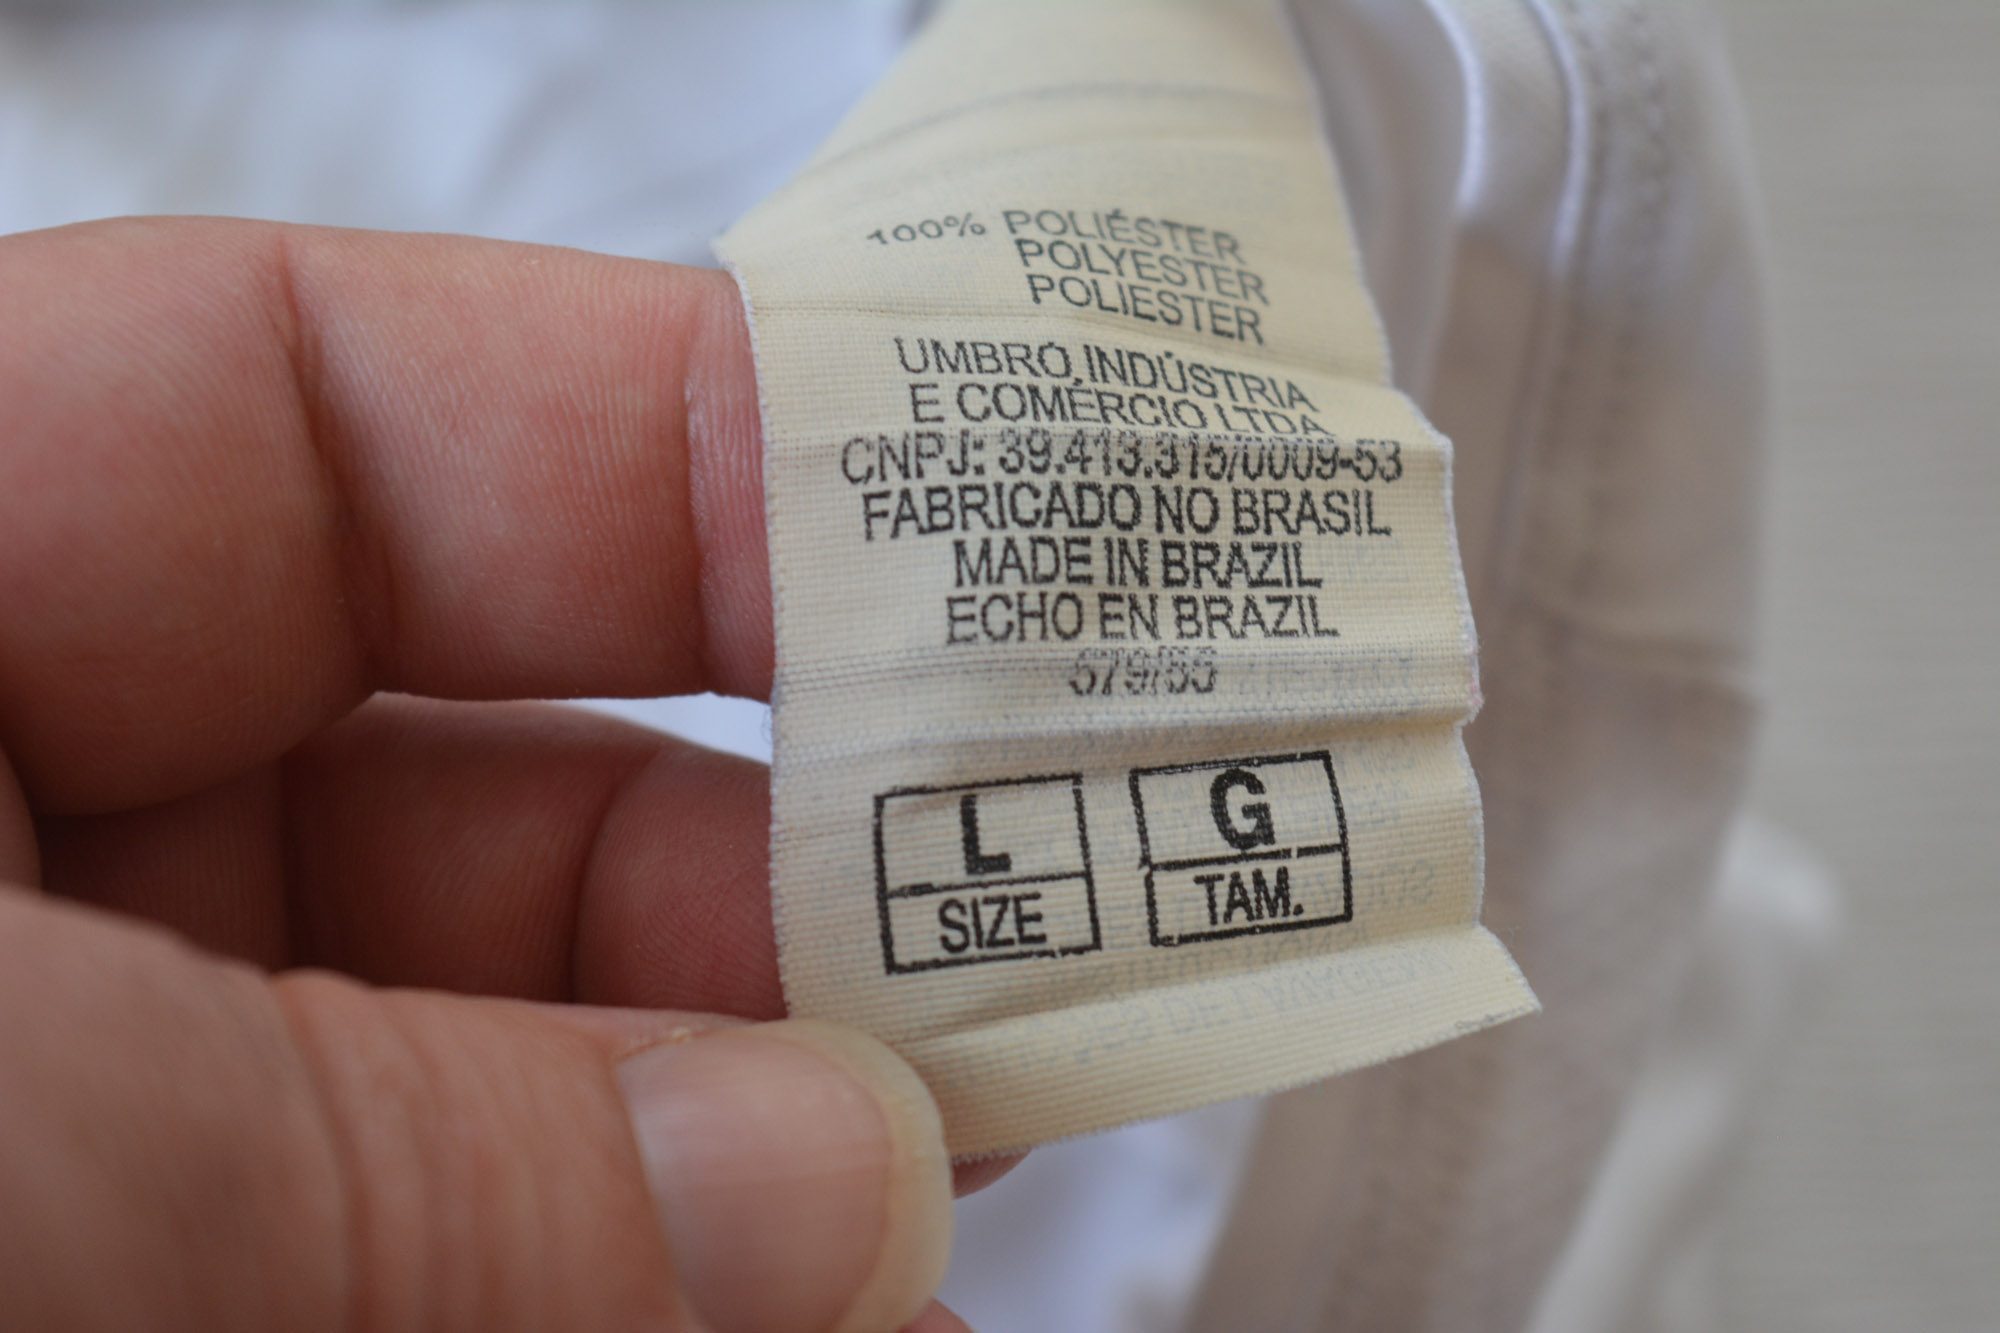 100% POLIÉSTER
POLYESTER
POLIESTER
UMBRO INDÚSTRIA
E COMÉRCIO LTDA
CNPJ: 39.413.315/0009-53
FABRICADO NO BRASIL
MADE IN BRAZIL
ECHO EN BRAZIL
579/55
L G
SIZE TAM.